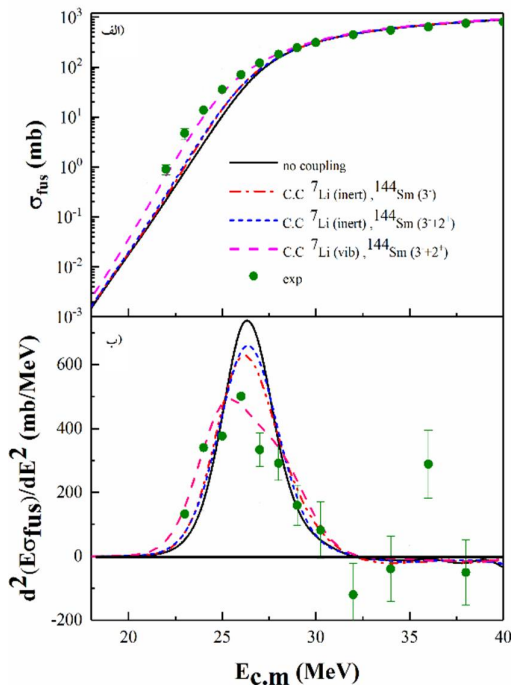 10³
الف)
10²
10¹
10⁰
10⁻¹
10⁻²
10⁻³
σfus (mb)
no coupling
C.C ⁷Li (inert) ,¹⁴⁴Sm (3⁻)
C.C ⁷Li (inert) ,¹⁴⁴Sm (3⁻+2⁺)
C.C ⁷Li (vib) ,¹⁴⁴Sm (3⁻+2⁺)
exp
ب)
600
400
200
0
-200
d²(Eσfus)/dE² (mb/MeV)
20 25 30 35 40
Ec.m (MeV)